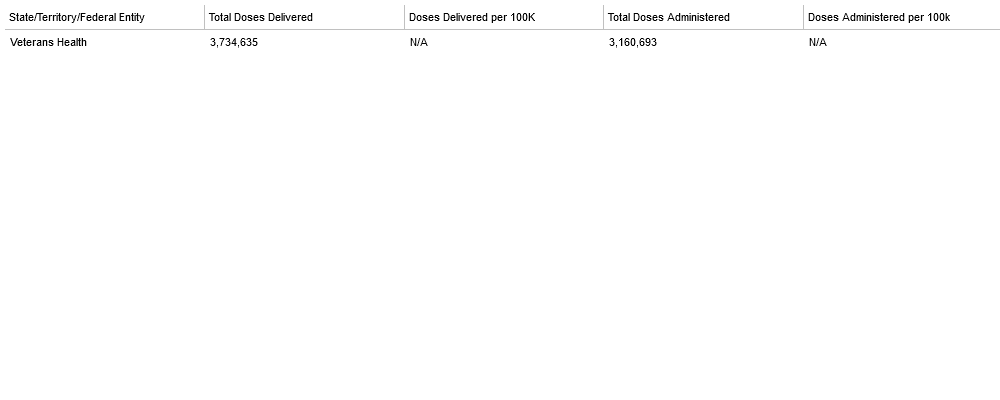 State/Territory/Federal Entity Total Doses Delivered Doses Delivered per 100K Total Doses Administered Doses Administered per 100k
Veterans Health 3,734,635 N/A 3,160,693 N/A